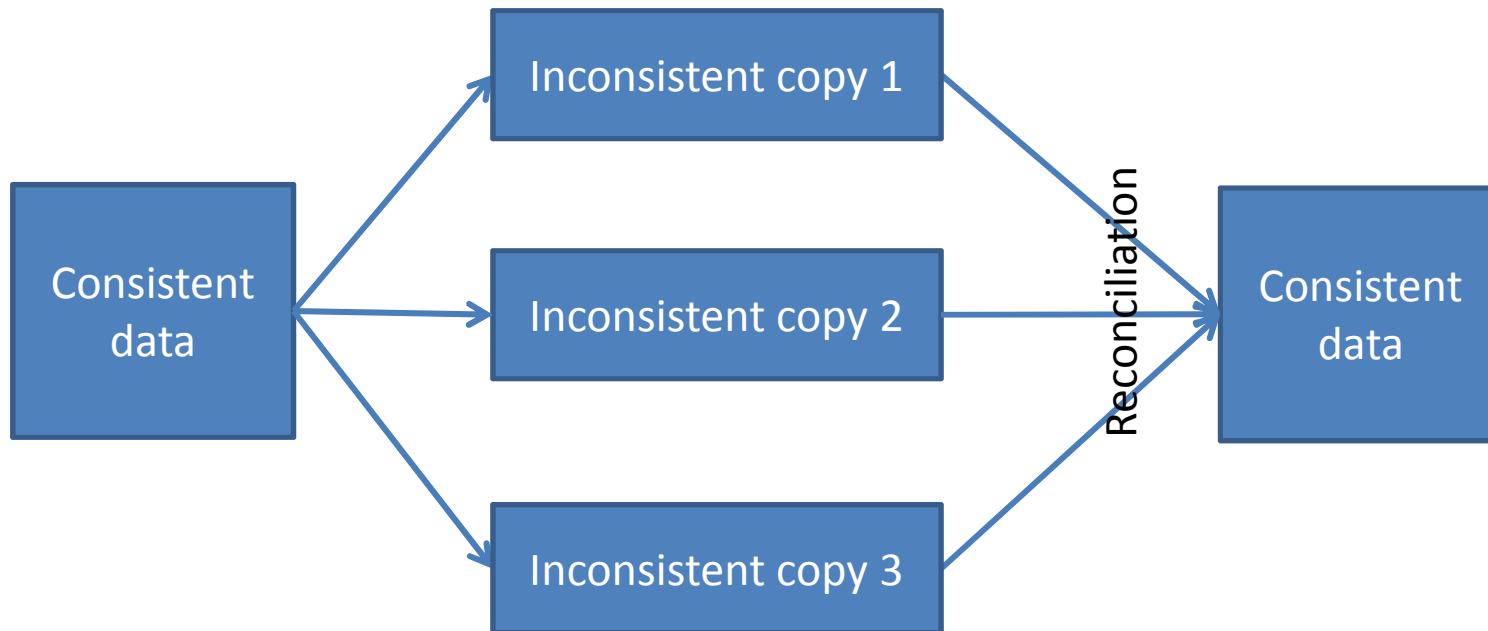 Consistent
data
Inconsistent copy 1
Inconsistent copy 2
Inconsistent copy 3
Reconciliation
Consistent
data